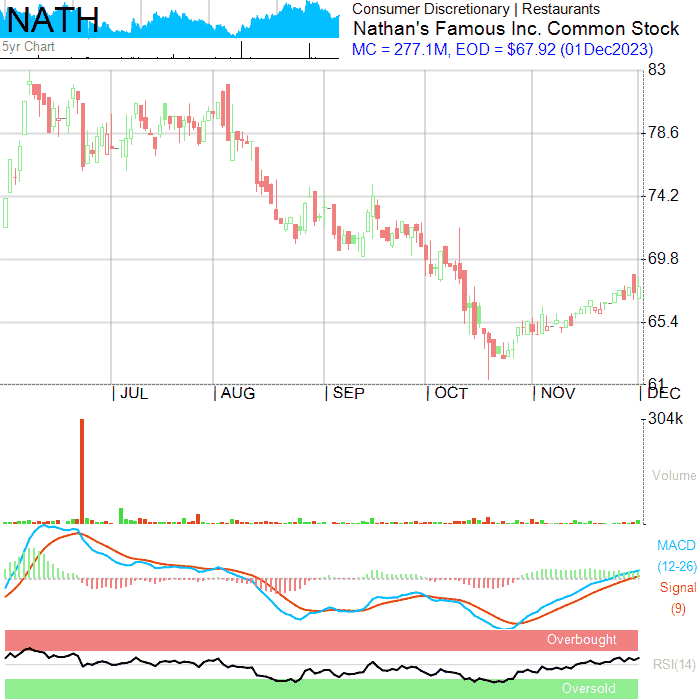 NATH
5yr Chart
Consumer Discretionary | Restaurants
Nathan's Famous Inc. Common Stock
MC = 277.1M, EOD = $67.92 (01Dec2023)
83
78.6
74.2
69.8
65.4
61
JUL AUG SEP OCT NOV DEC
304k
Volume
MACD
(12-26)
Signal
(9)
Overbought
RSI(14)
Oversold